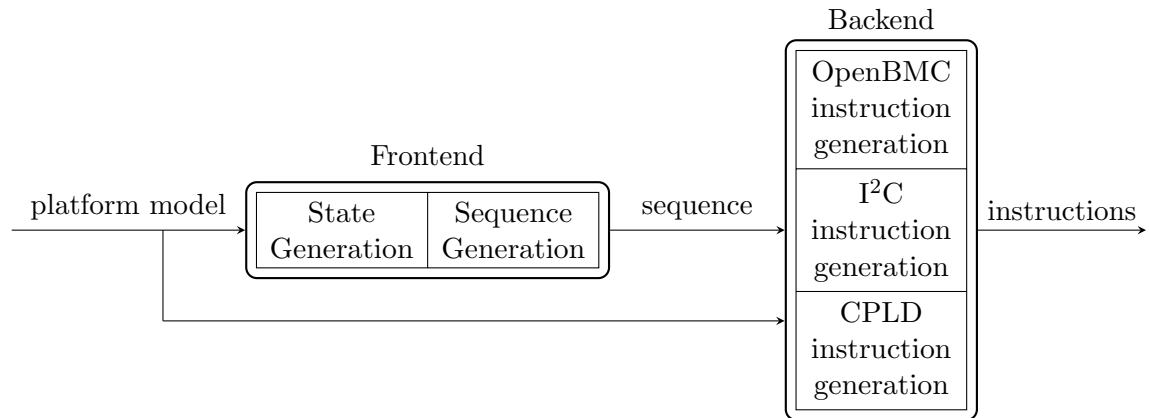 Backend
OpenBMC
instruction
generation
Frontend
platform model
State
Generation
Sequence
Generation
sequence
I²C
instruction
generation
instructions
CPLD
instruction
generation